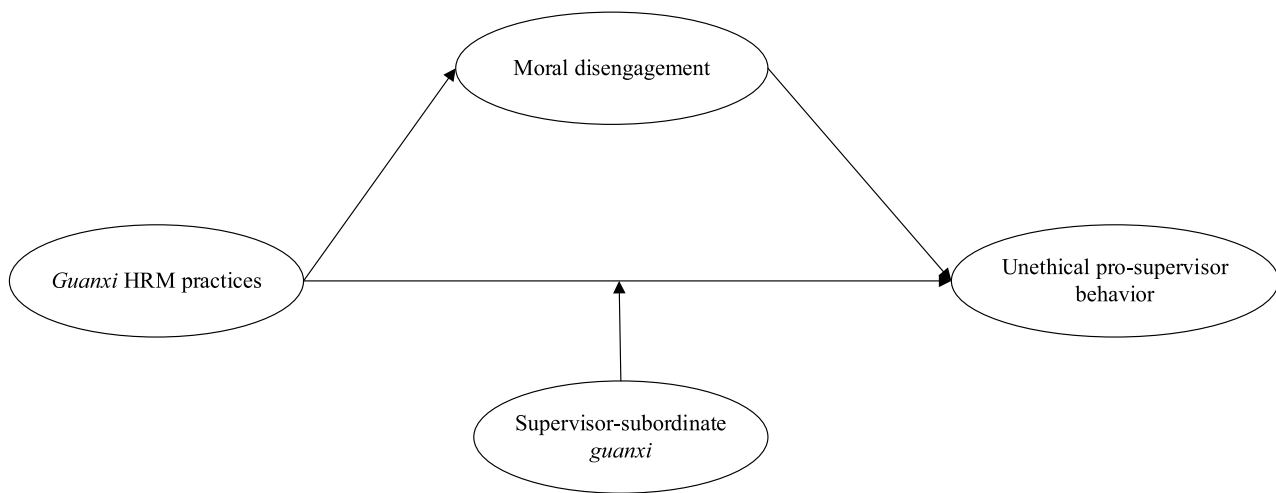 Moral disengagement
Guanxi HRM practices
Unethical pro-supervisor
behavior
Supervisor-subordinate
guanxi